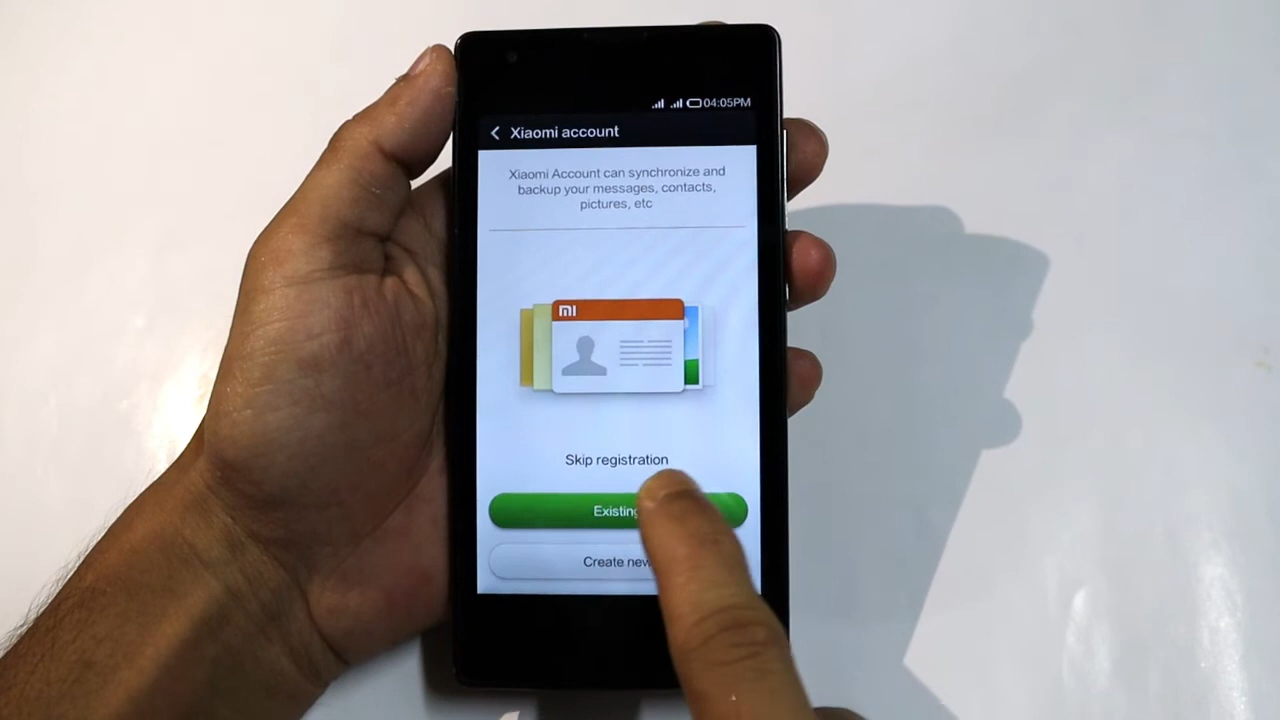 04:05PM
Xiaomi account
Xiaomi Account can synchronize and
backup your messages, contacts,
pictures, etc
MI
Skip registration
Existing
Create new